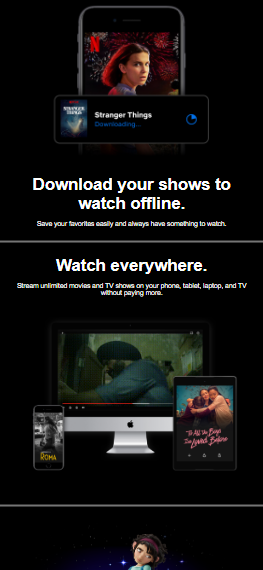 N
STRANGER
THINGS
Stranger Things
Downloading...
Download your shows to
watch offline.
Save your favorites easily and always have something to watch.
Watch everywhere.
Stream unlimited movies and TV shows on your phone, tablet, laptop, and TV
without paying more.
ROMA
To All the Boys
I've Loved Before